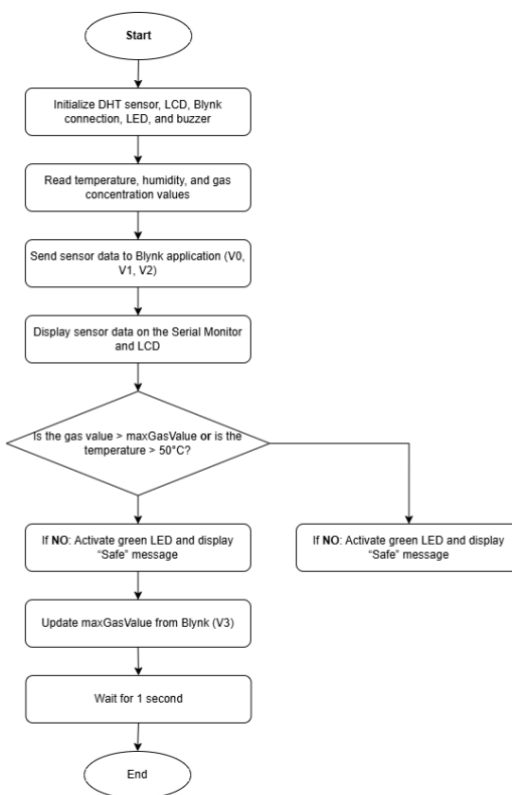 Start
Initialize DHT sensor, LCD, Blynk
connection, LED, and buzzer
Read temperature, humidity, and gas
concentration values
Send sensor data to Blynk application (V0,
V1, V2)
Display sensor data on the Serial Monitor
and LCD
Is the gas value > maxGasValue or is the
temperature > 50°C?
If NO: Activate green LED and display
“Safe” message
If NO: Activate green LED and display
“Safe” message
Update maxGasValue from Blynk (V3)
Wait for 1 second
End